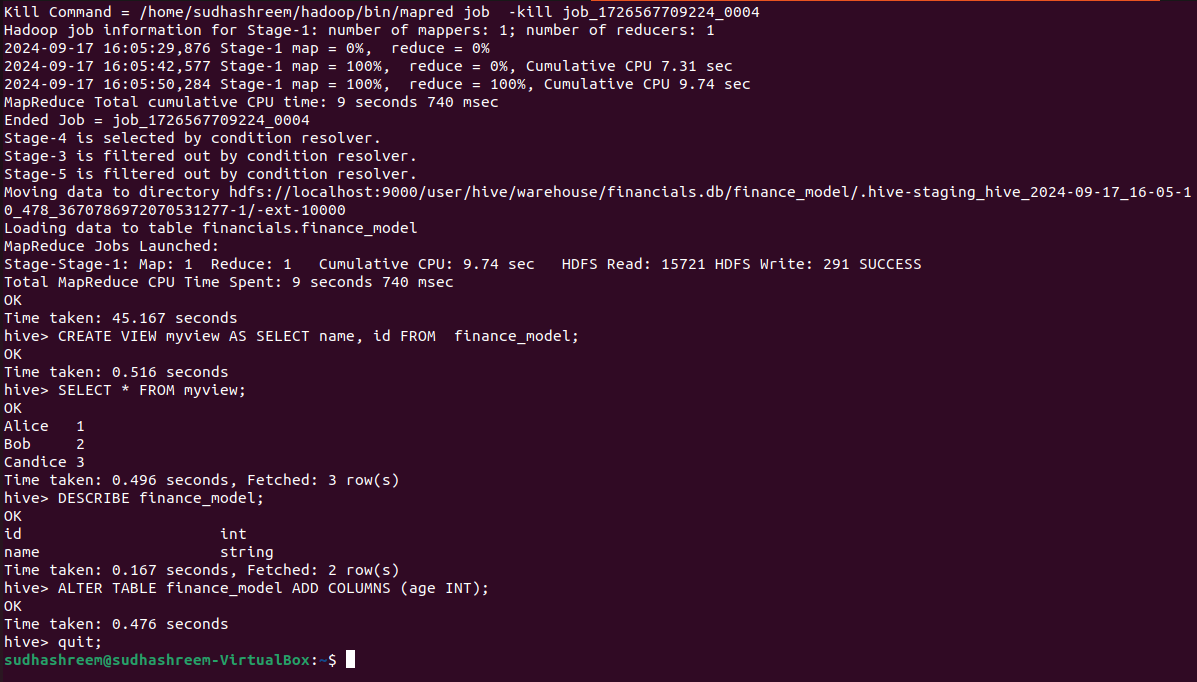 Kill Command = /home/sudhashreem/hadoop/bin/mapred job  -kill job_1726567709224_0004
Hadoop job information for Stage-1: number of mappers: 1; number of reducers: 1
2024-09-17 16:05:29,876 Stage-1 map = 0%,  reduce = 0%
2024-09-17 16:05:42,577 Stage-1 map = 100%,  reduce = 0%, Cumulative CPU 7.31 sec
2024-09-17 16:05:50,284 Stage-1 map = 100%,  reduce = 100%, Cumulative CPU 9.74 sec
MapReduce Total cumulative CPU time: 9 seconds 740 msec
Ended Job = job_1726567709224_0004
Stage-4 is selected by condition resolver.
Stage-3 is filtered out by condition resolver.
Stage-5 is filtered out by condition resolver.
Moving data to directory hdfs://localhost:9000/user/hive/warehouse/financials.db/finance_model/.hive-staging_hive_2024-09-17_16-05-1
0_478_3670786972070531277-1/-ext-10000
Loading data to table financials.finance_model
MapReduce Jobs Launched:
Stage-Stage-1: Map: 1  Reduce: 1   Cumulative CPU: 9.74 sec   HDFS Read: 15721 HDFS Write: 291 SUCCESS
Total MapReduce CPU Time Spent: 9 seconds 740 msec
OK
Time taken: 45.167 seconds
hive> CREATE VIEW myview AS SELECT name, id FROM  finance_model;
OK
Time taken: 0.516 seconds
hive> SELECT * FROM myview;
OK
Alice   1
Bob     2
Candice 3
Time taken: 0.496 seconds, Fetched: 3 row(s)
hive> DESCRIBE finance_model;
OK
id                      int
name                    string
Time taken: 0.167 seconds, Fetched: 2 row(s)
hive> ALTER TABLE finance_model ADD COLUMNS (age INT);
OK
Time taken: 0.476 seconds
hive> quit;
sudhashreem@sudhashreem-VirtualBox:~$